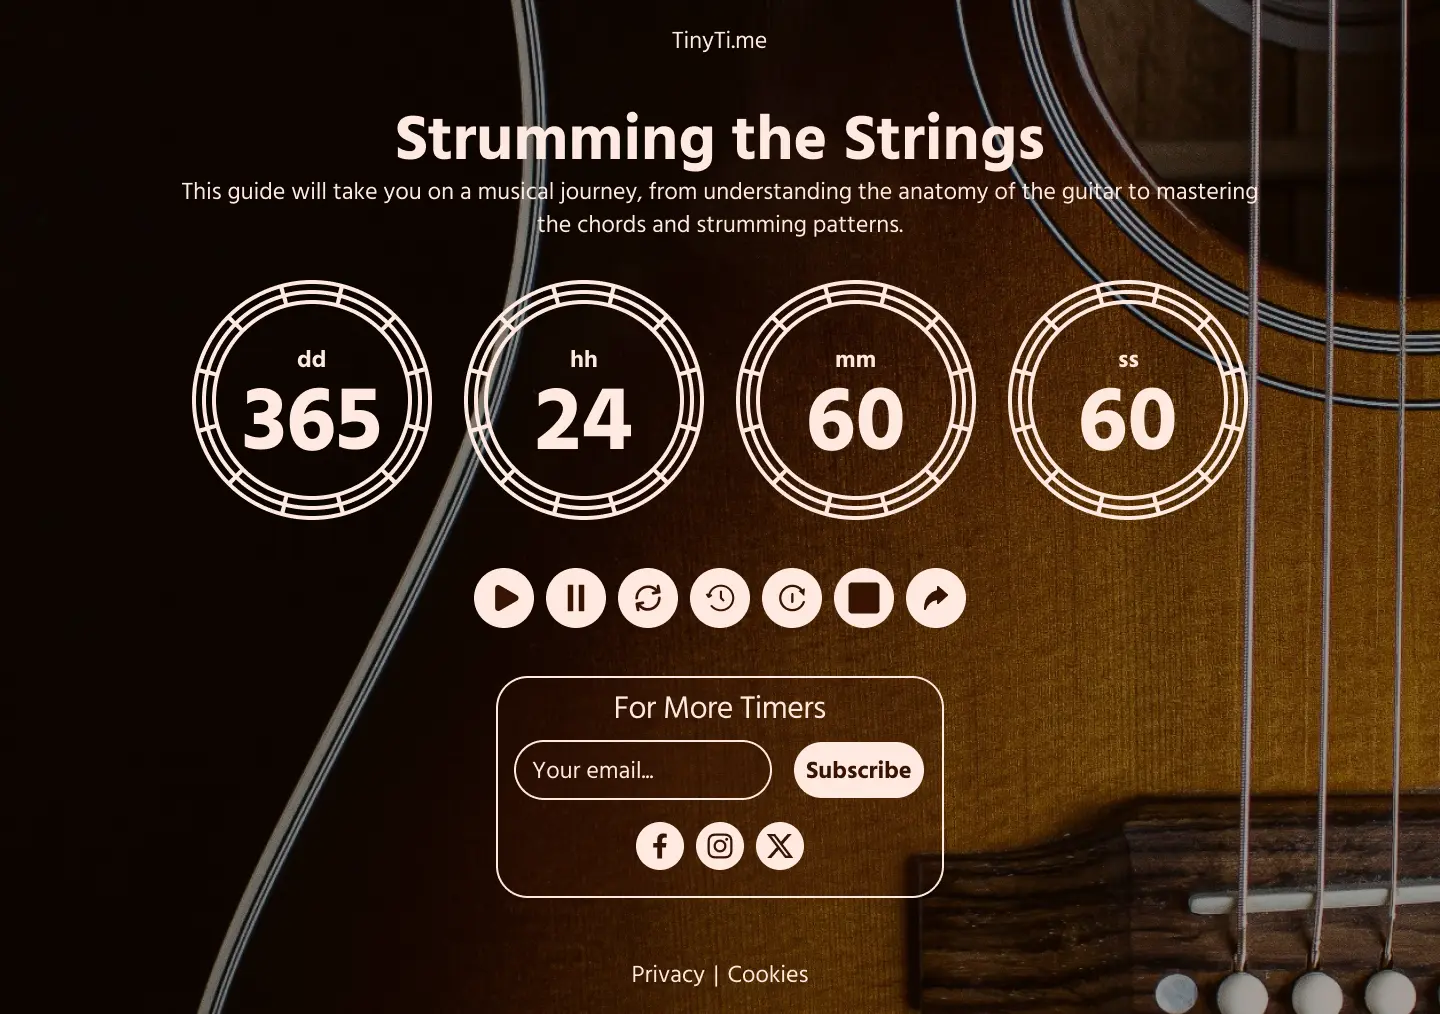 TinyTi.me
Strumming the Strings
This guide will take you on a musical journey, from understanding the anatomy of the guitar to mastering
the chords and strumming patterns.
dd
365
hh
24
mm
60
ss
60
For More Timers
Your email...
Subscribe
Privacy | Cookies